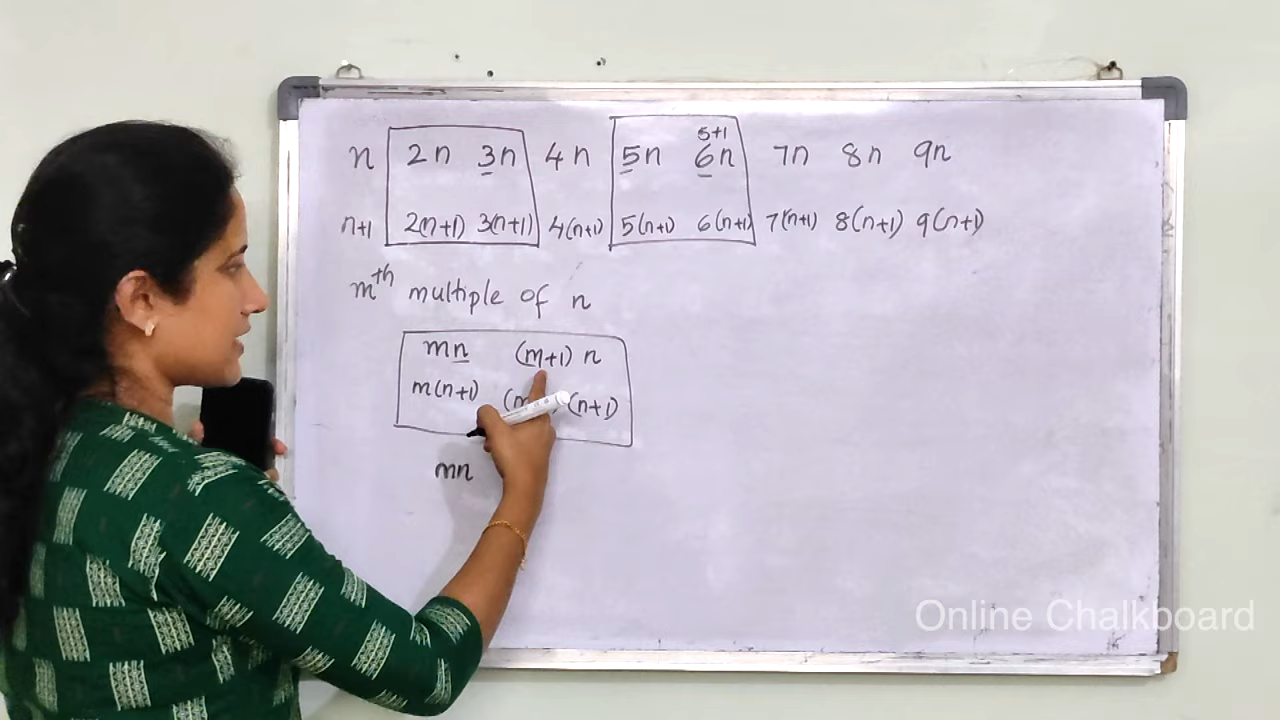 5+1
n 2n 3n 4n 5n 6n 7n 8n 9n
n+1 2(n+1) 3(n+1) 4(n+1) 5(n+1) 6(n+1) 7(n+1) 8(n+1) 9(n+1)
mth multiple of n
mn (m+1) n
m(n+1) (n+1)
mn
Online Chalkboard